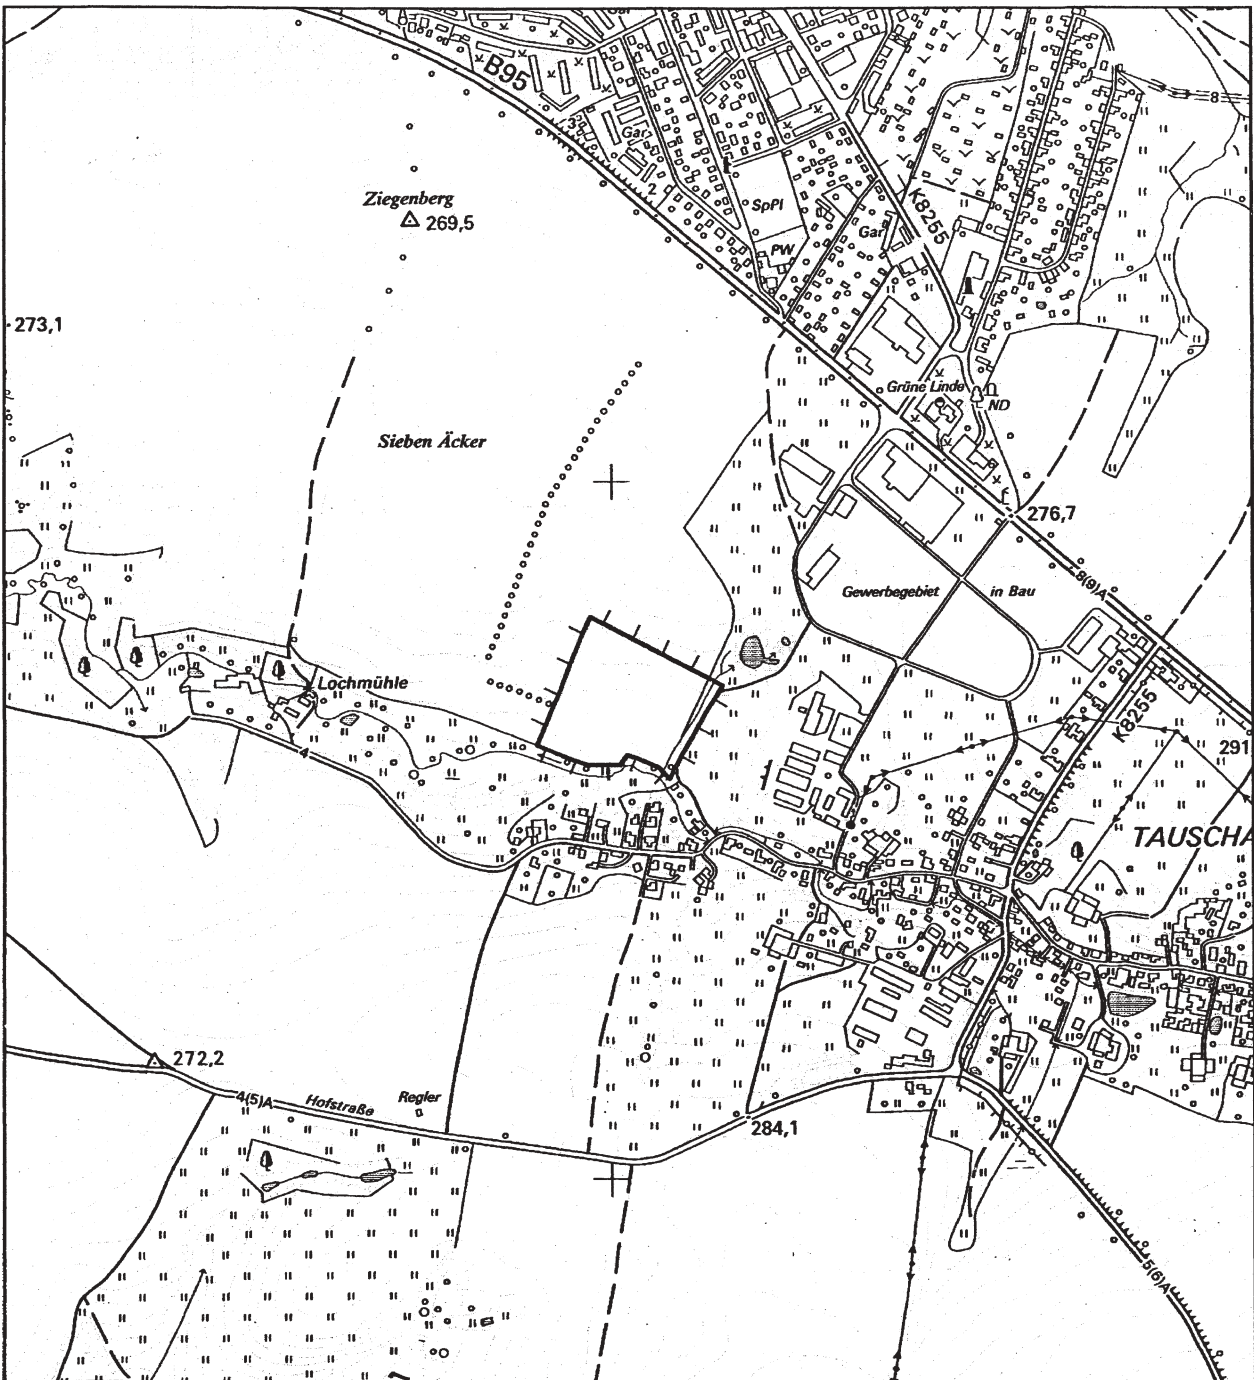 B95
3
Gar
2
Ziegenberg
269,5
SpPl
PW
K8255
Gar
8
273,1
Grüne Linde
ND
Sieben Äcker
276,7
8(9)A
Gewerbegebiet in Bau
Lochmühle
K8255
4
291
TAUSCHA
272,2
4(5)A
Hofstraße
Regler
284,1
5(6)A